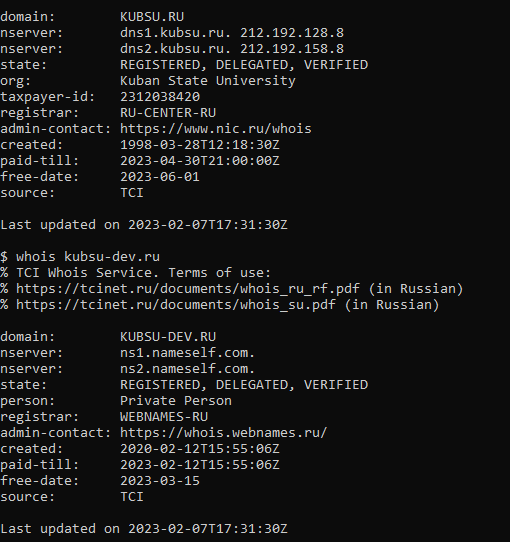 domain: KUBSU.RU
nserver: dns1.kubsu.ru. 212.192.128.8
nserver: dns2.kubsu.ru. 212.192.158.8
state: REGISTERED, DELEGATED, VERIFIED
org: Kuban State University
taxpayer-id: 2312038420
registrar: RU-CENTER-RU
admin-contact: https://www.nic.ru/whois
created: 1998-03-28T12:18:30Z
paid-till: 2023-04-30T21:00:00Z
free-date: 2023-06-01
source: TCI
Last updated on 2023-02-07T17:31:30Z
$ whois kubsu-dev.ru
% TCI Whois Service. Terms of use:
% https://tcinet.ru/documents/whois_ru_rf.pdf (in Russian)
% https://tcinet.ru/documents/whois_su.pdf (in Russian)
domain: KUBSU-DEV.RU
nserver: ns1.nameself.com.
nserver: ns2.nameself.com.
state: REGISTERED, DELEGATED, VERIFIED
person: Private Person
registrar: WEBNAMES-RU
admin-contact: https://whois.webnames.ru/
created: 2020-02-12T15:55:06Z
paid-till: 2023-02-12T15:55:06Z
free-date: 2023-03-15
source: TCI
Last updated on 2023-02-07T17:31:30Z